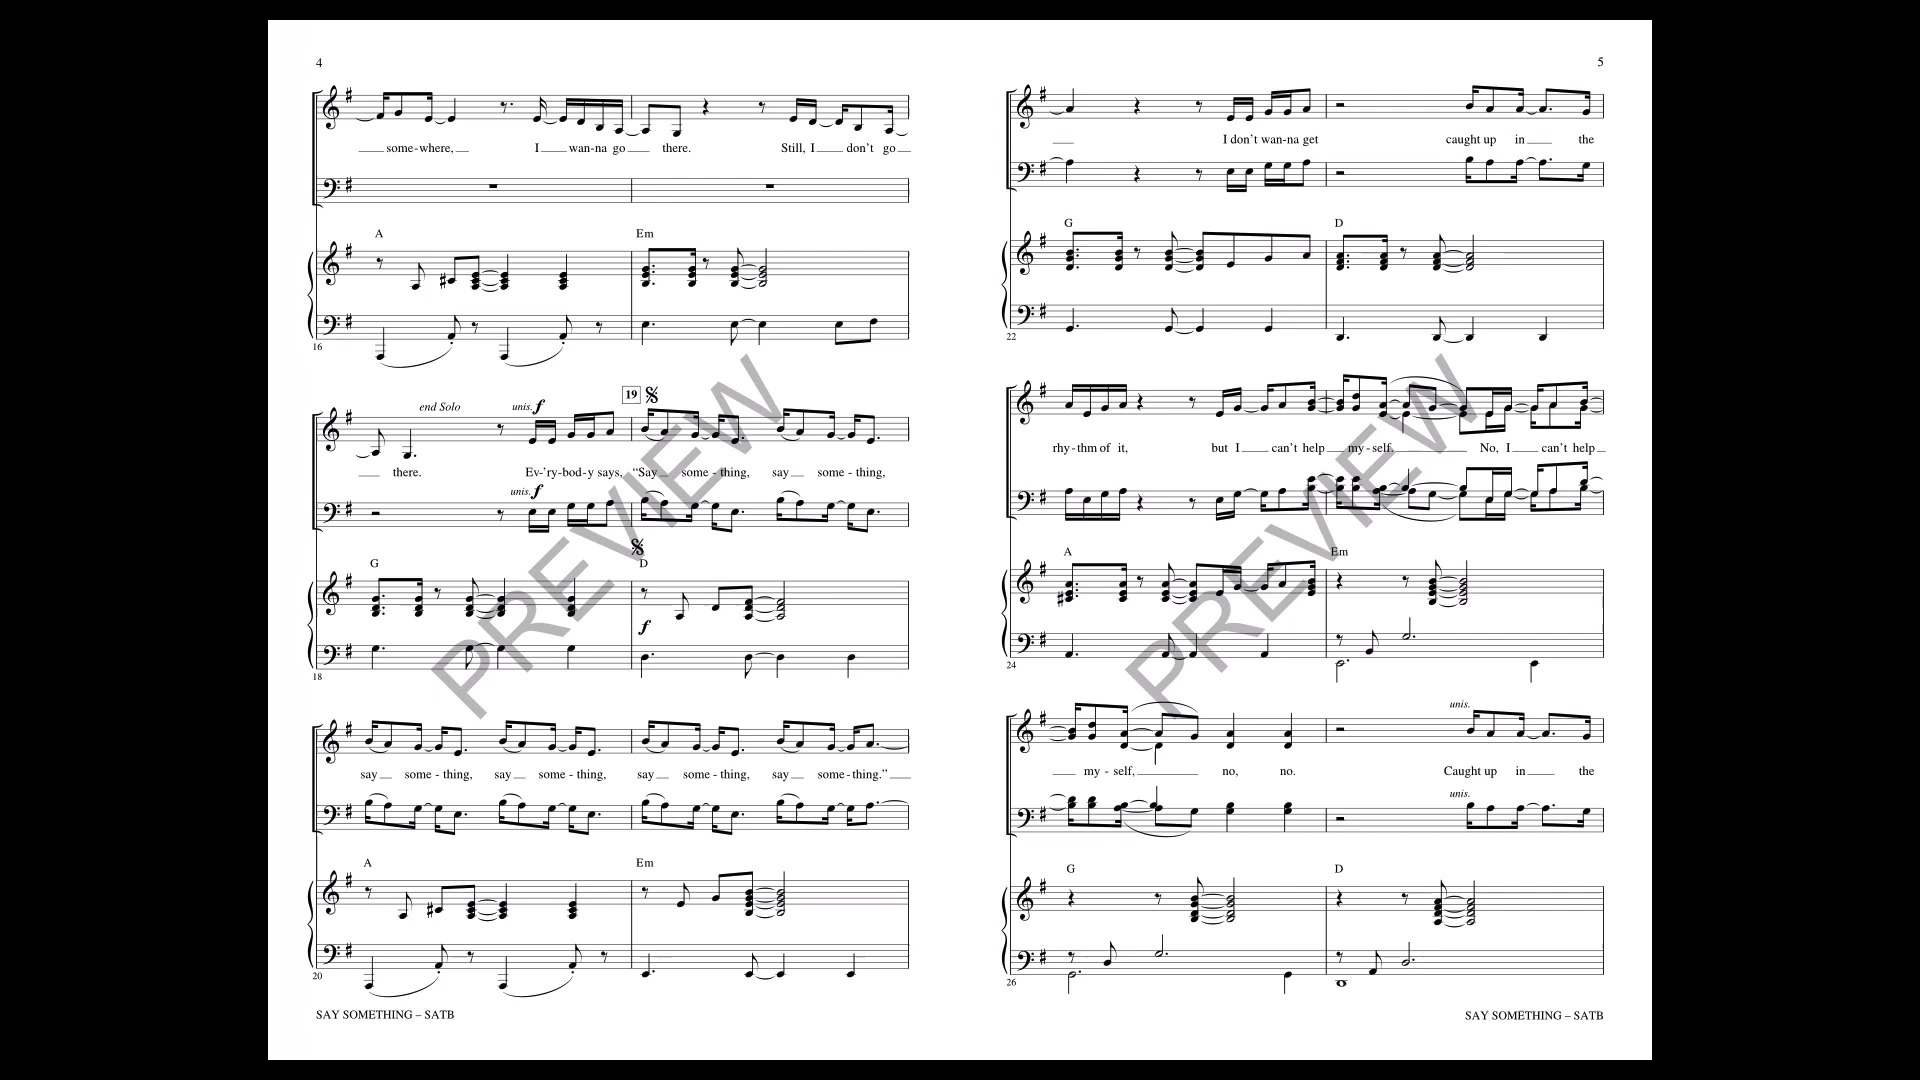 4
some-where, I wan-na go there. Still, I don't go
A Em
16
end Solo unis. f 19
there. Ev-'ry-bod-y says, “Say some - thing, say some - thing,
unis. f
G D
f
18
say some - thing, say some - thing, say some - thing, say some-thing.”
A Em
20
SAY SOMETHING – SATB
5
I don't wan-na get caught up in the
G D
22
rhy-thm of it, but I can't help my-self. No, I can't help
A Em
24
unis.
my - self, no, no. Caught up in the
unis.
G D
26
SAY SOMETHING – SATB
PREVIEW
PREVIEW